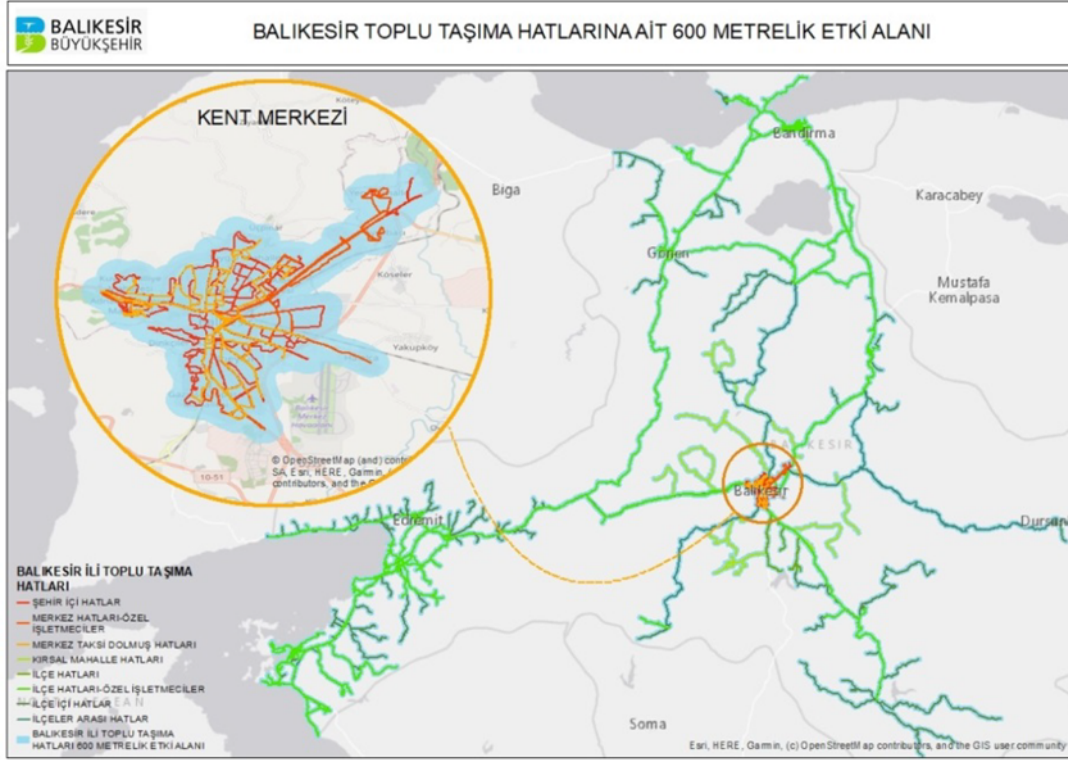 BALIKESİR
BÜYÜKŞEHİR
BALIKESİR TOPLU TAŞIMA HATLARINA AİT 600 METRELİK ETKİ ALANI
KENT MERKEZİ
Köseler
Yakupköy
10-51
© OpenStreetMap (and)
SA, Esri, HERE, Garmin,
contributors, and the
Bandırma
Biga
Karacabey
Gönen
Mustafa
Kemalpasa
BALIKESİR
Balıkesir
Edremit
Dursun
Soma
BALIKESİR İLİ TOPLU TAŞIMA
HATLARI
ŞEHİR İÇİ HATLAR
MERKEZ HATLARI-ÖZEL
İŞLETMECİLER
MERKEZ TAKSİ DOLMUŞ HATLARI
KIRSAL MAHALLE HATLARI
İLÇE HATLARI
İLÇE HATLARI-ÖZEL İŞLETMECİLER
İLÇE İÇİ HATLAR
İLÇELER ARASI HATLAR
BALIKESİR İLİ TOPLU TAŞIMA
HATLARI 600 METRELİK ETKİ ALANI
Esri, HERE, Garmin, (c) OpenStreetMap contributors, and the GIS user community